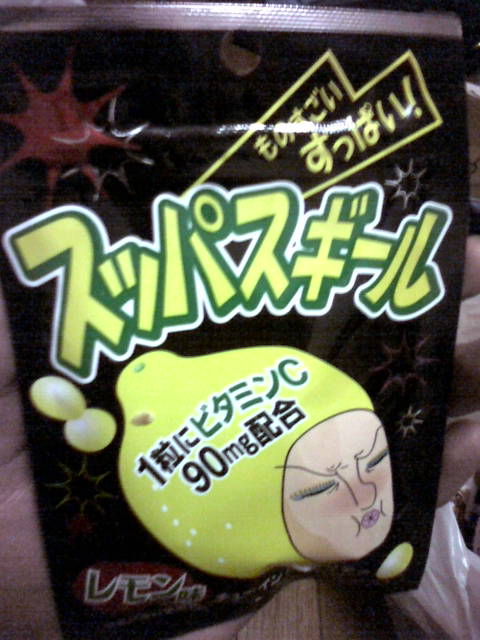 ものすごい
すっぱい!
スッパスギール
1粒にビタミンC
90mg配合
レモン味